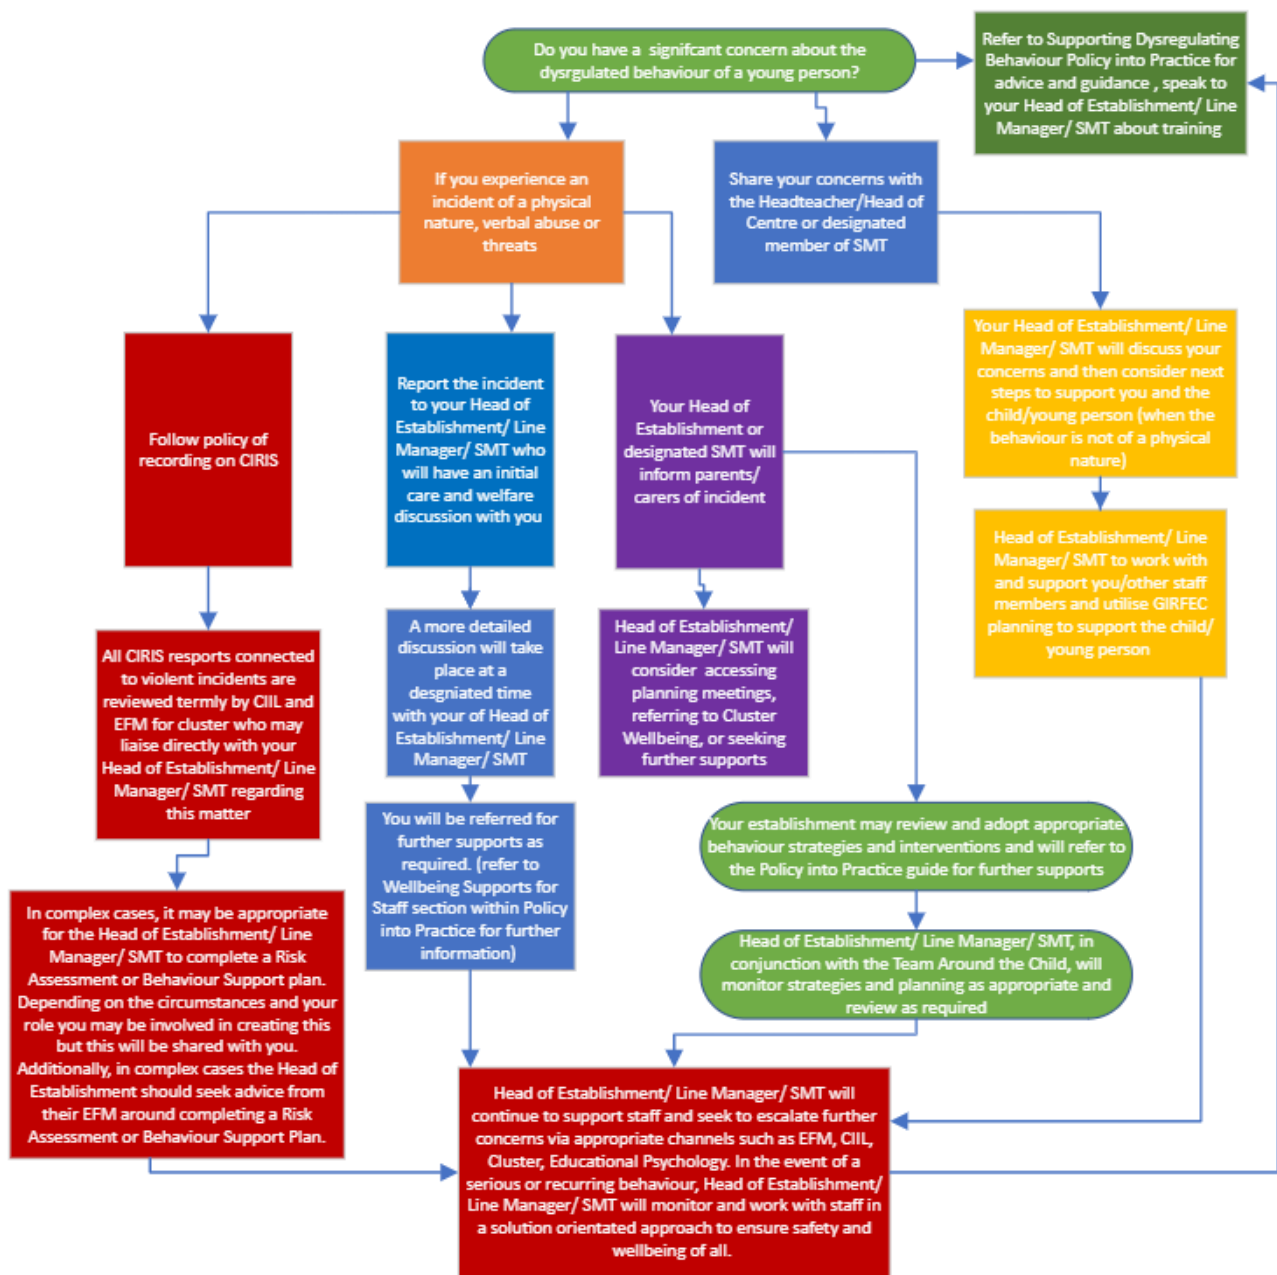 Do you have a  signifcant concern about the
dysrgulated behaviour of a young person?
Refer to Supporting Dysregulating
Behaviour Policy into Practice for
advice and guidance , speak to
your Head of Establishment/ Line
Manager/ SMT about training
If you experience an
incident of a physical
nature, verbal abuse or
threats
Share your concerns with
the Headteacher/Head of
Centre or designated
member of SMT
Follow policy of
recording on CIRIS
Report the incident
to your Head of
Establishment/ Line
Manager/ SMT who
will have an initial
care and welfare
discussion with you
Your Head of
Establishment or
designated SMT will
inform parents/
carers of incident
Your Head of Establishment/ Line
Manager/ SMT will discuss your
concerns and then consider next
steps to support you and the
child/young person (when the
behaviour is not of a physical
nature)
Head of Establishment/ Line
Manager/ SMT to work with
and support you/other staff
members and utilise GIRFEC
planning to support the child/
young person
All CIRIS resports connected
to violent incidents are
reviewed termly by CIIL and
EFM for cluster who may
liaise directly with your
Head of Establishment/ Line
Manager/ SMT regarding
this matter
A more detailed
discussion will take
place at a
desgniated time
with your of Head of
Establishment/ Line
Manager/ SMT
Head of Establishment/
Line Manager/ SMT will
consider  accessing
planning meetings,
referring to Cluster
Wellbeing, or seeking
further supports
You will be referred for
further supports as
required. (refer to
Wellbeing Supports for
Staff section within Policy
into Practice for further
information)
Your establishment may review and adopt appropriate
behaviour strategies and interventions and will refer to
the Policy into Practice guide for further supports
In complex cases, it may be appropriate
for the Head of Establishment/ Line
Manager/ SMT to complete a Risk
Assessment or Behaviour Support plan.
Depending on the circumstances and your
role you may be involved in creating this
but this will be shared with you.
Additionally, in complex cases the Head of
Establishment should seek advice from
their EFM around completing a Risk
Assessment or Behaviour Support Plan.
Head of Establishment/ Line Manager/ SMT, in
conjunction with the Team Around the Child, will
monitor strategies and planning as appropriate and
review as required
Head of Establishment/ Line Manager/ SMT will
continue to support staff and seek to escalate further
concerns via appropriate channels such as EFM, CIIL,
Cluster, Educational Psychology. In the event of a
serious or recurring behaviour, Head of Establishment/
Line Manager/ SMT will monitor and work with staff in
a solution orientated approach to ensure safety and
wellbeing of all.